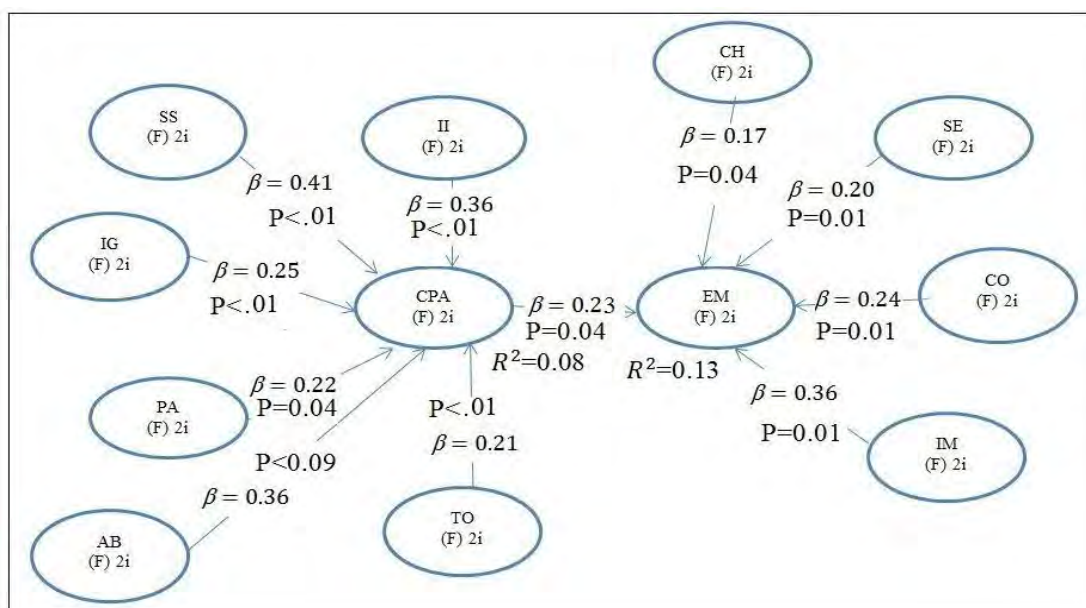 CH
(F) 2i
SS
(F) 2i
II
(F) 2i
SE
(F) 2i
β = 0.17
P=0.04
β = 0.41
P<.01
β = 0.36
P<.01
β = 0.20
P=0.01
IG
(F) 2i
β = 0.25
P<.01
CPA
(F) 2i
β = 0.23
P=0.04
R²=0.08
EM
(F) 2i
R²=0.13
β = 0.24
P=0.01
CO
(F) 2i
PA
(F) 2i
β = 0.22
P=0.04
P<.01
β = 0.21
β = 0.36
P=0.01
IM
(F) 2i
P<0.09
β = 0.36
AB
(F) 2i
TO
(F) 2i